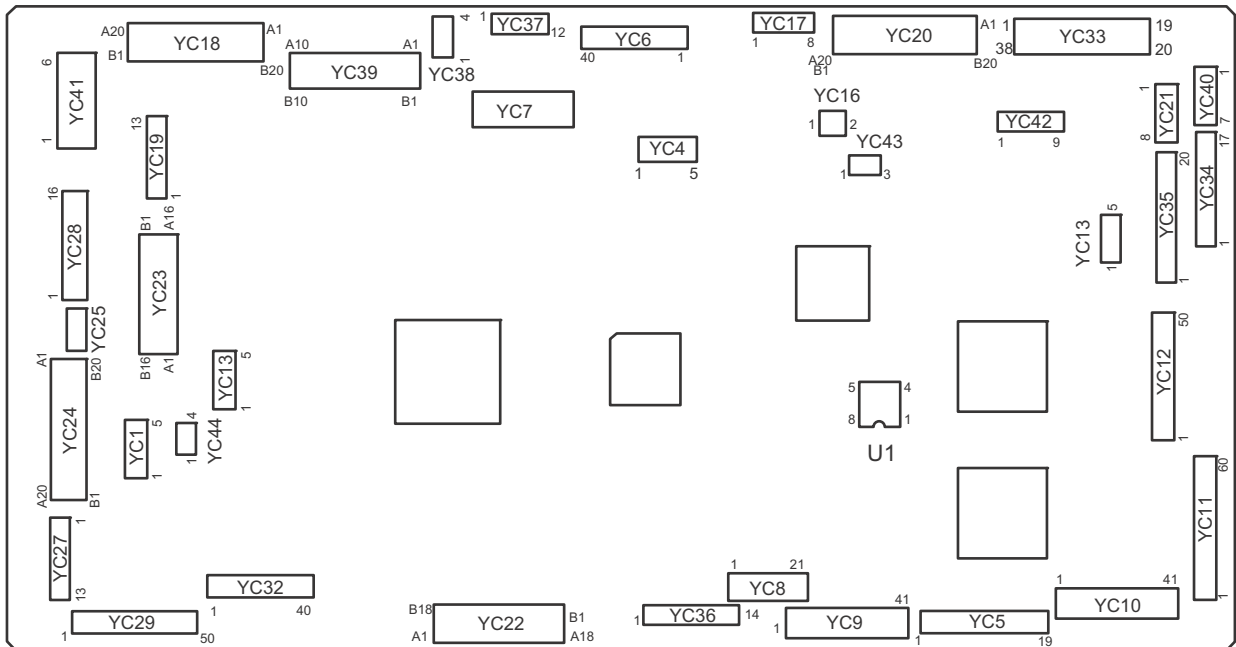 A20 YC18 A1
B1 B20
A10 YC39 A1
B10 B1
4
YC38 1
1 YC37 12
YC6
40 1
YC7
YC4
1 5
YC17
1 8
A20 YC20 A1
B1 B20
1 YC33 19
38 20
YC16
1 2
YC43
1 3
YC42
1 9
1 YC21 8
1 YC40 7
17 YC34 1
20 YC35 1
YC13 5 1
6 YC41 1
13 YC19 1
16 YC28 1
B1 A16
YC23
B16 A1
YC25
A1 B20
YC24
A20 B1
YC13 5 1
YC1 5 1
4 YC44 1
5 4
8 1
U1
50 YC12 1
60 YC11 1
1 YC27 13
YC32
1 40
YC29
1 50
B18 YC22 B1
A1 A18
1 21
YC8
1 YC36 14
41
1 YC9
YC5
1 19
1 41
YC10